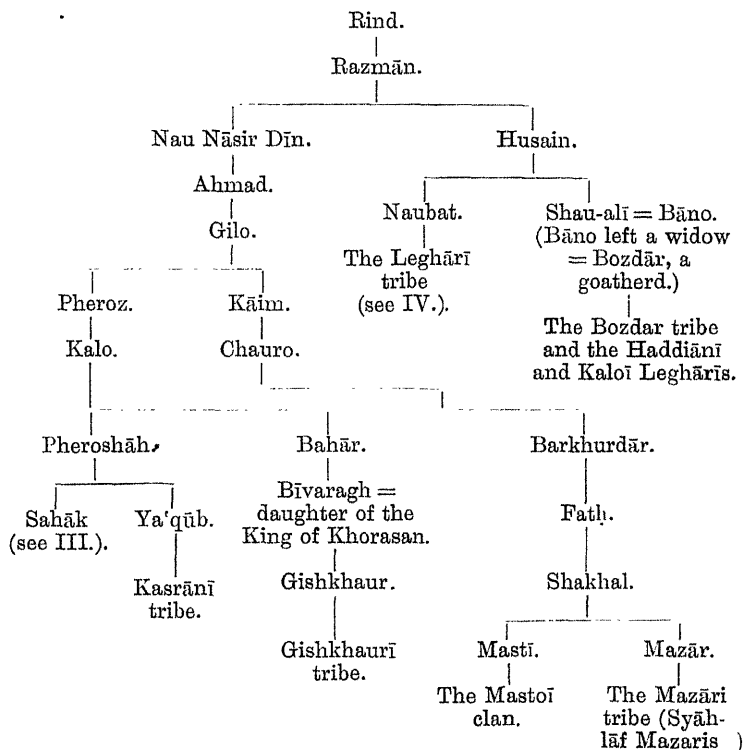 Rind.
Razmān.
Nau Nāsir Dīn. Husain.
Ahmad.
Naubat. Shau-alī = Bāno.
Gilo. (Bāno left a widow
The Leghārī = Bozdār, a
tribe goatherd.)
(see IV.).
Pheroz. Kāim.
The Bozdar tribe
Kalo. Chauro. and the Haddiānī
and Kaloī Leghārīs.
Pheroshāh. Bahār. Barkhurdār.
Bīvaragh =
Sahāk Ya‘qūb. daughter of the Fatḥ.
(see III.). King of Khorasan.
Kasrānī Gishkhaur. Shakhal.
tribe.
Gishkhaurī Mastī. Mazār.
tribe.
The Mastoī The Mazāri
clan. tribe (Syāh-
lāf Mazaris )